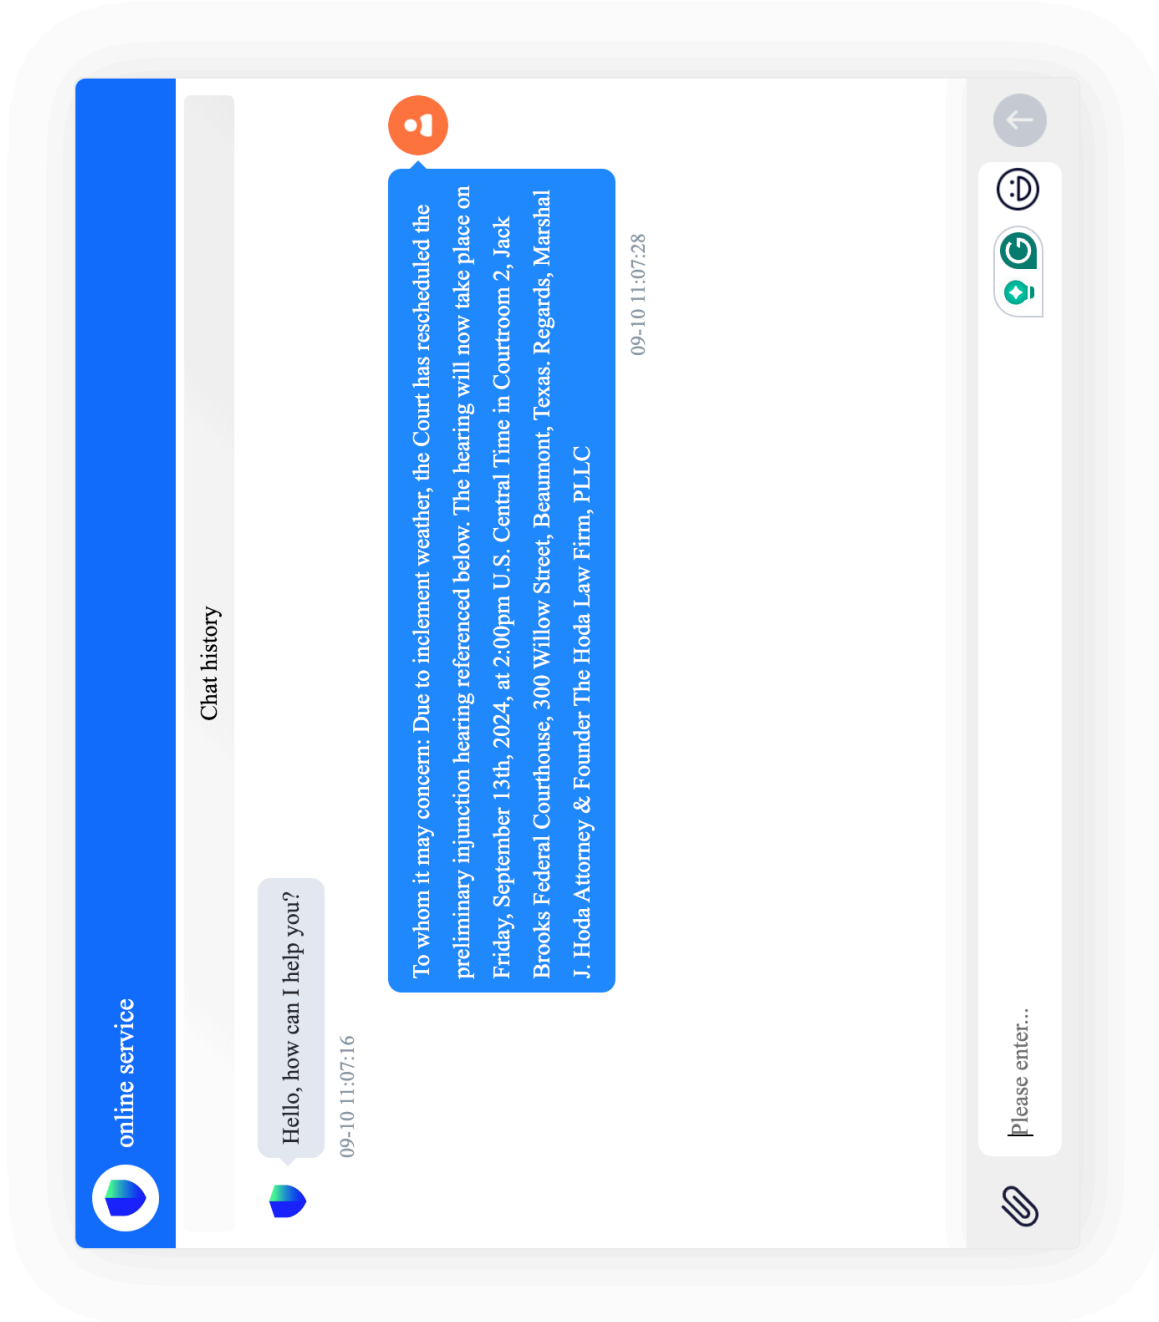 online service
Chat history
Hello, how can I help you?
09-10 11:07:16
To whom it may concern: Due to inclement weather, the Court has rescheduled the
preliminary injunction hearing referenced below. The hearing will now take place on
Friday, September 13th, 2024, at 2:00pm U.S. Central Time in Courtroom 2, Jack
Brooks Federal Courthouse, 300 Willow Street, Beaumont, Texas. Regards, Marshal
J. Hoda Attorney & Founder The Hoda Law Firm, PLLC
09-10 11:07:28
Please enter...